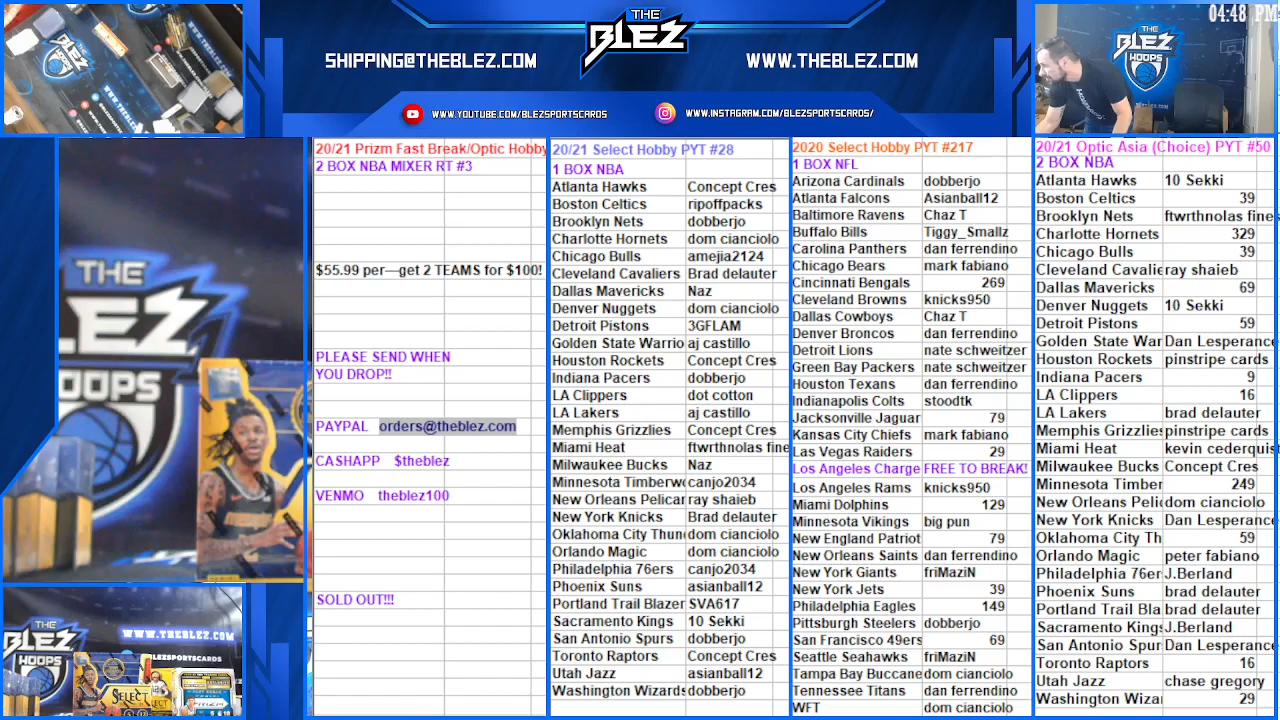 THE
BLEZ
SHIPPING@THEBLEZ.COM
WWW.THEBLEZ.COM
WWW.YOUTUBE.COM/BLEZSPORTSCARDS
WWW.INSTAGRAM.COM/BLEZSPORTSCARDS/
04:48 PM
THE
BLEZ
HOOPS
THE
BLEZ
HOOPS
THE
LEZ
HOOPS
THE
BLEZ
HOOPS
WWW.THEBLEZ.COM
BLEZSPORTSCARDS
SELECT
PRIZM
20/21 Prizm Fast Break/Optic Hobby
2 BOX NBA MIXER RT #3
$55.99 per—get 2 TEAMS for $100!
PLEASE SEND WHEN
YOU DROP!!
PAYPAL orders@theblez.com
CASHAPP $theblez
VENMO theblez100
SOLD OUT!!!
20/21 Select Hobby PYT #28
1 BOX NBA
Atlanta Hawks Concept Cres
Boston Celtics ripoffpacks
Brooklyn Nets dobberjo
Charlotte Hornets dom cianciolo
Chicago Bulls amejia2124
Cleveland Cavaliers Brad delauter
Dallas Mavericks Naz
Denver Nuggets dom cianciolo
Detroit Pistons 3GFLAM
Golden State Warrio aj castillo
Houston Rockets Concept Cres
Indiana Pacers dobberjo
LA Clippers dot cotton
LA Lakers aj castillo
Memphis Grizzlies Concept Cres
Miami Heat ftwrthnolas fine
Milwaukee Bucks Naz
Minnesota Timberwo canjo2034
New Orleans Pelican ray shaieb
New York Knicks Brad delauter
Oklahoma City Thun dom cianciolo
Orlando Magic dom cianciolo
Philadelphia 76ers canjo2034
Phoenix Suns asianball12
Portland Trail Blazer SVA617
Sacramento Kings 10 Sekki
San Antonio Spurs dobberjo
Toronto Raptors Concept Cres
Utah Jazz asianball12
Washington Wizards dobberjo
2020 Select Hobby PYT #217
1 BOX NFL
Arizona Cardinals dobberjo
Atlanta Falcons Asianball12
Baltimore Ravens Chaz T
Buffalo Bills Tiggy_Smallz
Carolina Panthers dan ferrendino
Chicago Bears mark fabiano
Cincinnati Bengals 269
Cleveland Browns knicks950
Dallas Cowboys Chaz T
Denver Broncos dan ferrendino
Detroit Lions nate schweitzer
Green Bay Packers nate schweitzer
Houston Texans dan ferrendino
Indianapolis Colts stoodtk
Jacksonville Jaguar 79
Kansas City Chiefs mark fabiano
Las Vegas Raiders 29
Los Angeles Charge FREE TO BREAK!
Los Angeles Rams knicks950
Miami Dolphins 129
Minnesota Vikings big pun
New England Patriot 79
New Orleans Saints dan ferrendino
New York Giants friMaziN
New York Jets 39
Philadelphia Eagles 149
Pittsburgh Steelers dobberjo
San Francisco 49ers 69
Seattle Seahawks friMaziN
Tampa Bay Buccane dom cianciolo
Tennessee Titans dan ferrendino
WFT dom cianciolo
20/21 Optic Asia (Choice) PYT #50
2 BOX NBA
Atlanta Hawks 10 Sekki
Boston Celtics 39
Brooklyn Nets ftwrthnolas fines
Charlotte Hornets 329
Chicago Bulls 39
Cleveland Cavalie ray shaieb
Dallas Mavericks 69
Denver Nuggets 10 Sekki
Detroit Pistons 59
Golden State War Dan Lesperance
Houston Rockets pinstripe cards
Indiana Pacers 9
LA Clippers 16
LA Lakers brad delauter
Memphis Grizzlies pinstripe cards
Miami Heat kevin cederquis
Milwaukee Bucks Concept Cres
Minnesota Timber 249
New Orleans Peli dom cianciolo
New York Knicks Dan Lesperance
Oklahoma City Th 59
Orlando Magic peter fabiano
Philadelphia 76er J.Berland
Phoenix Suns brad delauter
Portland Trail Bla brad delauter
Sacramento Kings J.Berland
San Antonio Spur Dan Lesperance
Toronto Raptors 16
Utah Jazz chase gregory
Washington Wiza 29